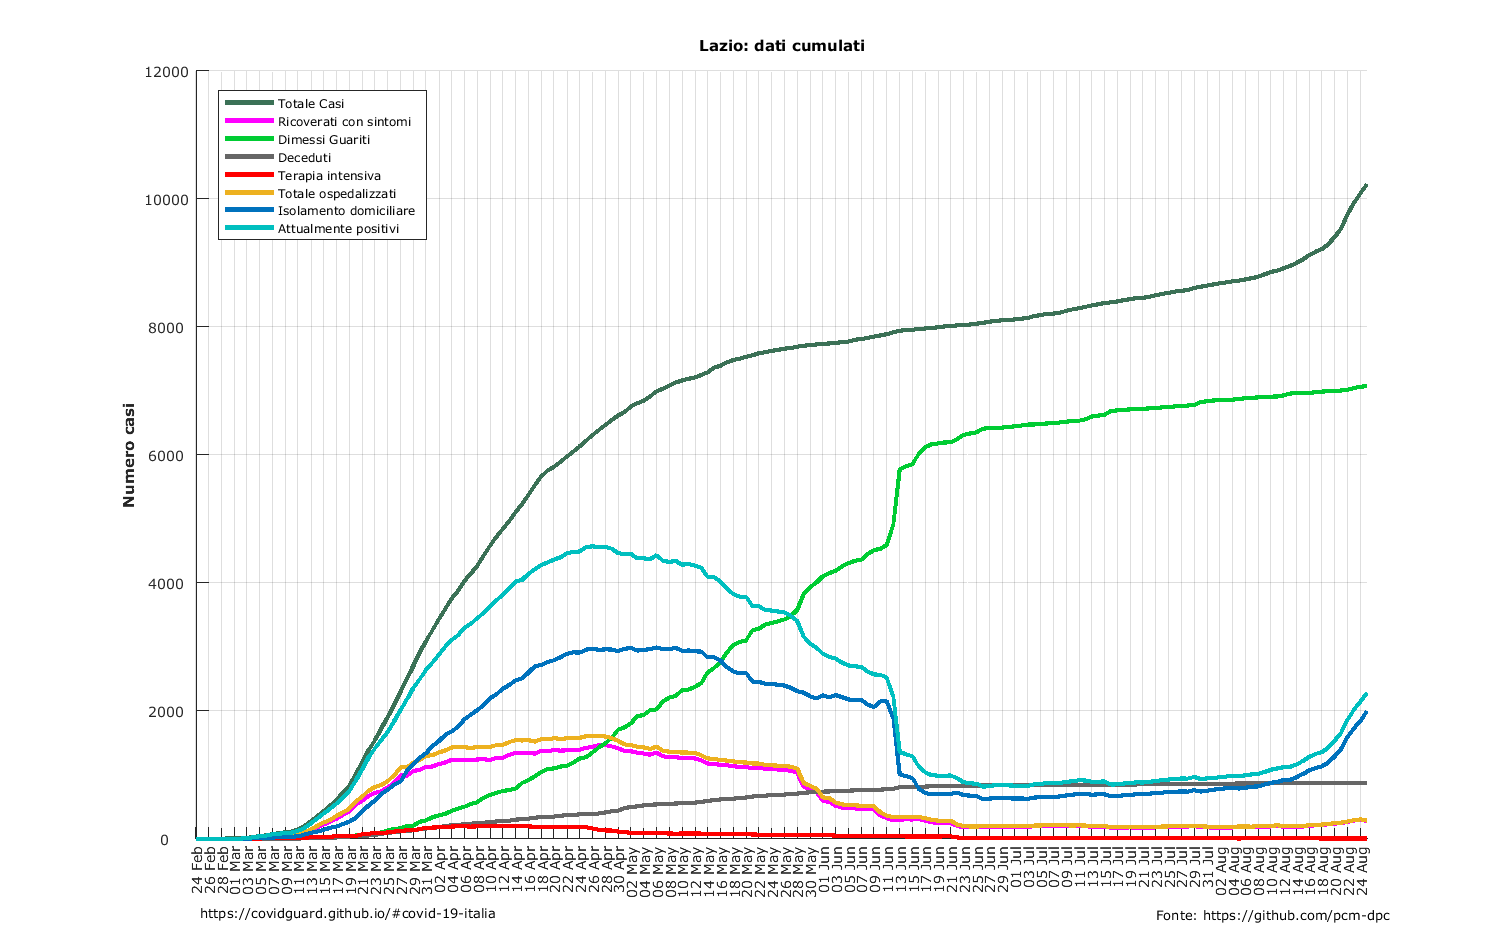 Lazio: dati cumulati
Numero casi
12000
10000
8000
6000
4000
2000
0
Totale Casi
Ricoverati con sintomi
Dimessi Guariti
Deceduti
Terapia intensiva
Totale ospedalizzati
Isolamento domiciliare
Attualmente positivi
24 Feb
26 Feb
28 Feb
01 Mar
03 Mar
05 Mar
07 Mar
09 Mar
11 Mar
13 Mar
15 Mar
17 Mar
19 Mar
21 Mar
23 Mar
25 Mar
27 Mar
29 Mar
31 Mar
02 Apr
04 Apr
06 Apr
08 Apr
10 Apr
12 Apr
14 Apr
16 Apr
18 Apr
20 Apr
22 Apr
24 Apr
26 Apr
28 Apr
30 Apr
02 May
04 May
06 May
08 May
10 May
12 May
14 May
16 May
18 May
20 May
22 May
24 May
26 May
28 May
30 May
01 Jun
03 Jun
05 Jun
07 Jun
09 Jun
11 Jun
13 Jun
15 Jun
17 Jun
19 Jun
21 Jun
23 Jun
25 Jun
27 Jun
29 Jun
01 Jul
03 Jul
05 Jul
07 Jul
09 Jul
11 Jul
13 Jul
15 Jul
17 Jul
19 Jul
21 Jul
23 Jul
25 Jul
27 Jul
29 Jul
31 Jul
02 Aug
04 Aug
06 Aug
08 Aug
10 Aug
12 Aug
14 Aug
16 Aug
18 Aug
20 Aug
22 Aug
24 Aug
https://covidguard.github.io/#covid-19-italia
Fonte: https://github.com/pcm-dpc